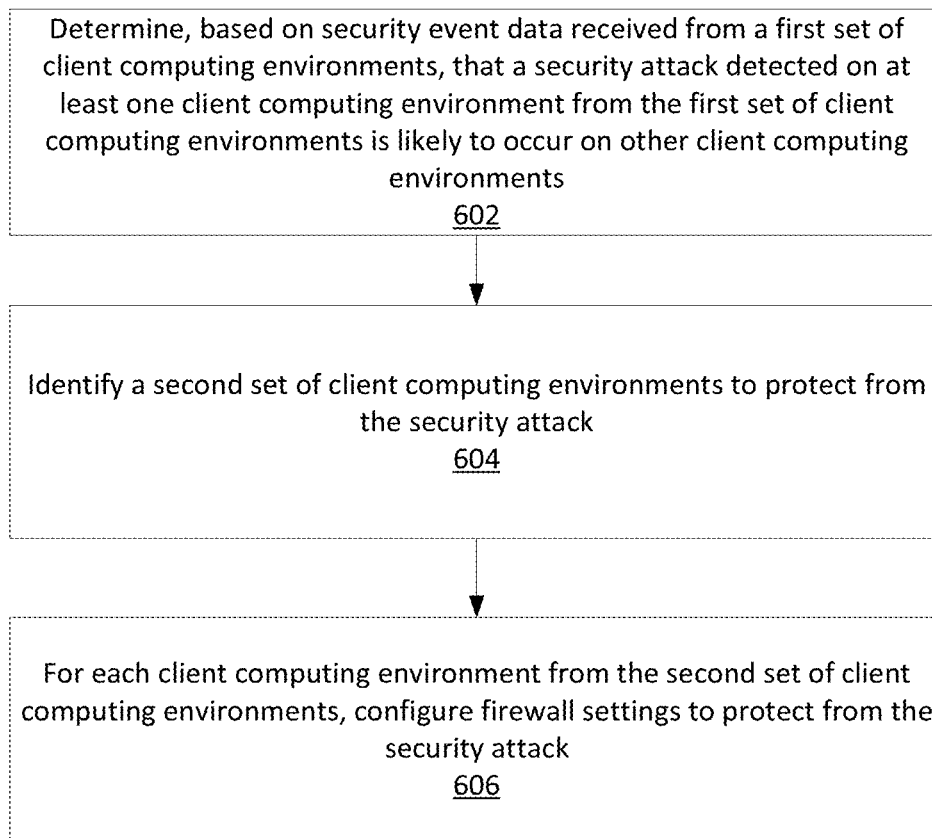 Determine, based on security event data received from a first set of
client computing environments, that a security attack detected on at
least one client computing environment from the first set of client
computing environments is likely to occur on other client computing
environments
602
Identify a second set of client computing environments to protect from
the security attack
604
For each client computing environment from the second set of client
computing environments, configure firewall settings to protect from the
security attack
606